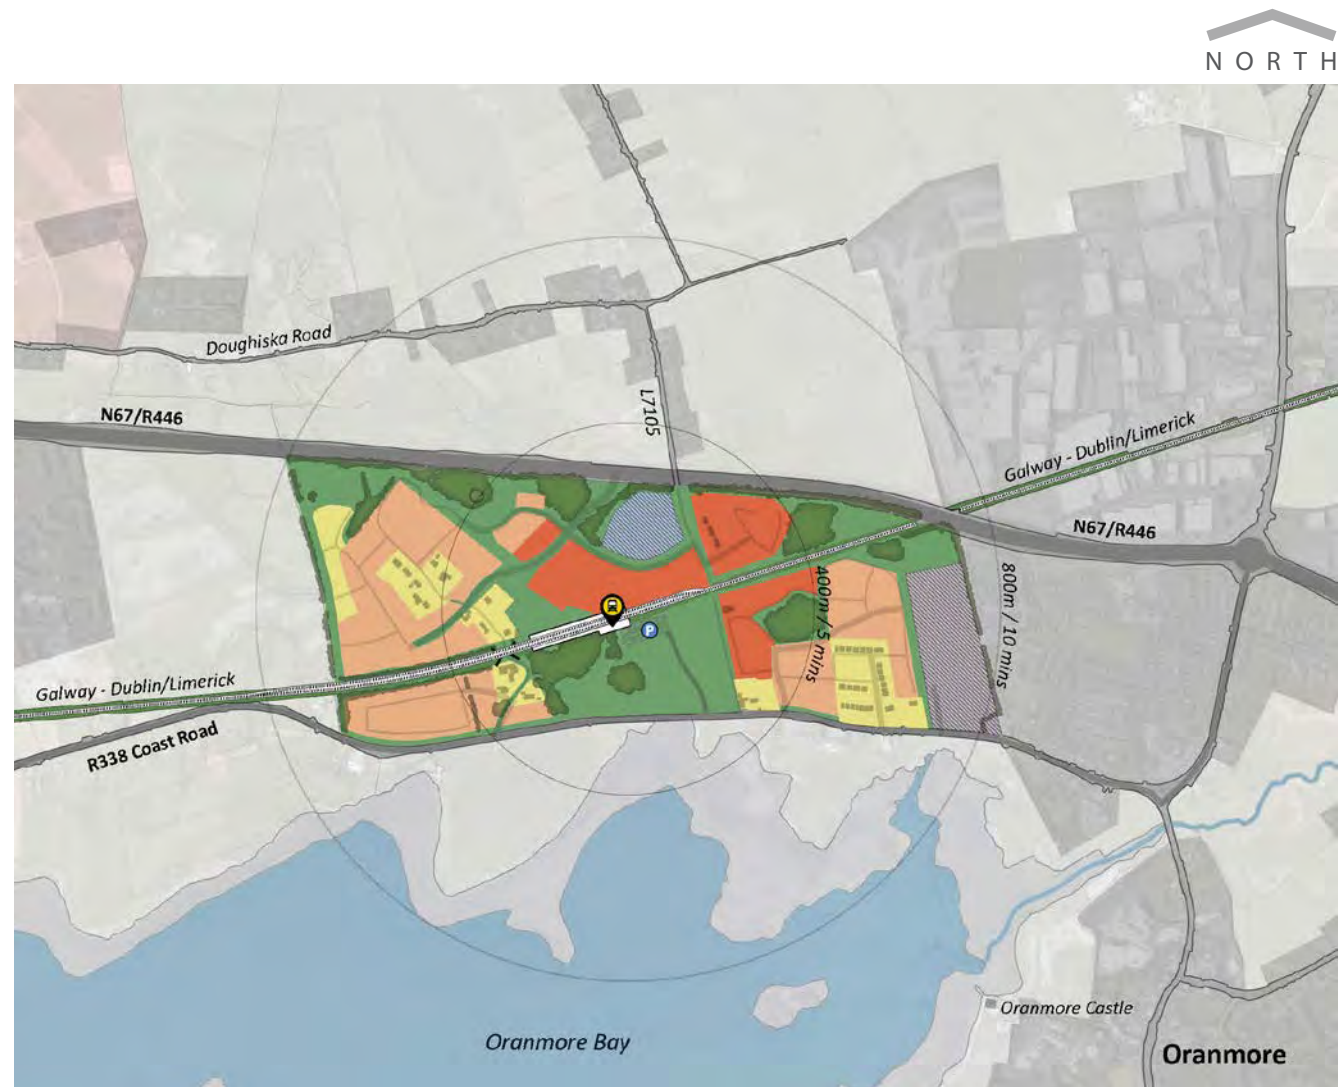 NORTH
Doughiska Road
N67/R446
L7105
Galway - Dublin/Limerick
N67/R446
400m / 5 mins
800m / 10 mins
P
Galway - Dublin/Limerick
R338 Coast Road
Oranmore Castle
Oranmore Bay
Oranmore